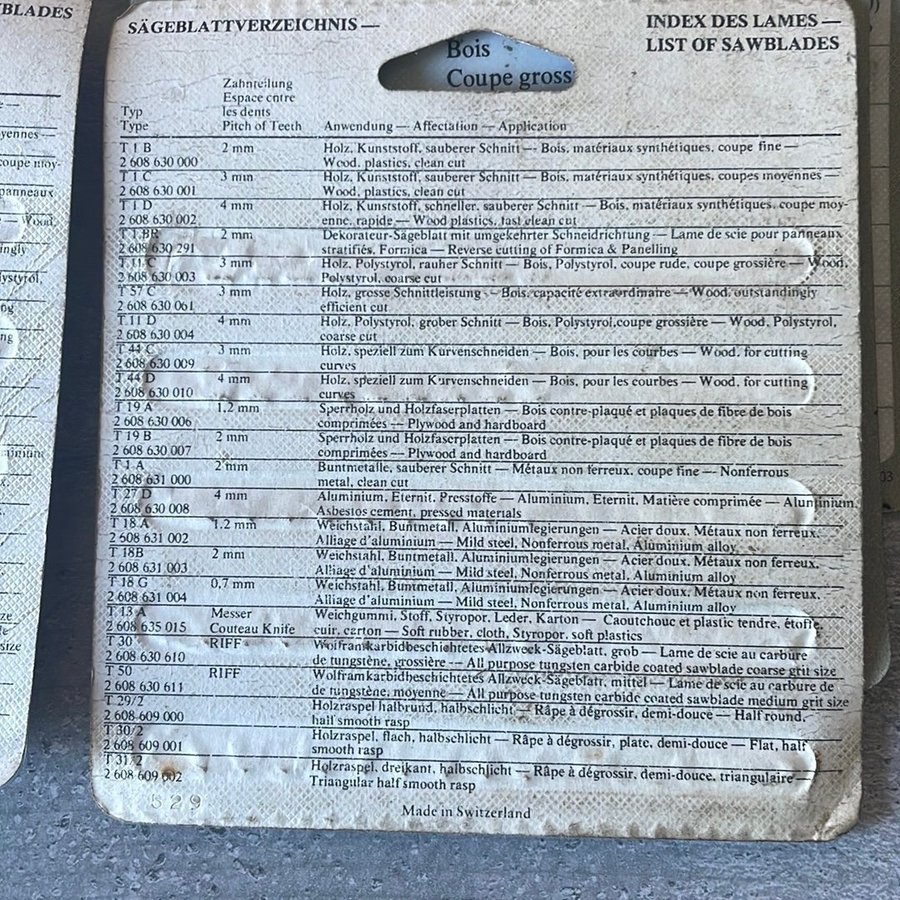 BLADES
SÄGEBLATTVERZEICHNIS —
INDEX DES LAMES —
LIST OF SAWBLADES
Bois
Coupe gross
Typ
Type
Zahnteilung
Espace entre
les dents
Pitch of Teeth
Anwendung — Affectation — Application
T 1 B 2 mm Holz, Kunststoff, sauberer Schnitt — Bois, matériaux synthétiques, coupe fine —
2 608 630 000 Wood, plastics, clean cut
T 1 C 3 mm Holz, Kunststoff, sauberer Schnitt — Bois, matériaux synthétiques, coupes moyennes —
2 608 630 001 Wood, plastics, clean cut
T 1 D 4 mm Holz, Kunststoff, schneller, sauberer Schnitt — Bois, matériaux synthétiques, coupe moy-
2 608 630 002 enne, rapide — Wood plastics, fast clean cut
T 1 BR 2 mm Dekorateur-Sägeblatt mit umgekehrter Schneidrichtung — Lame de scie pour panneaux
2 608 630 291 stratifiés, Formica — Reverse cutting of Formica & Panelling
T 11 C 3 mm Holz, Polystyrol, rauher Schnitt — Bois, Polystyrol, coupe rude, coupe grossière — Wood,
2 608 630 003 Polystyrol, coarse cut
T 57 C 3 mm Holz, grosse Schnittleistung — Bois, capacité extraordinaire — Wood, outstandingly
2 608 630 061 efficient cut
T 11 D 4 mm Holz, Polystyrol, grober Schnitt — Bois, Polystyrol,coupe grossière — Wood, Polystyrol,
2 608 630 004 coarse cut
T 44 C 3 mm Holz, speziell zum Kurvenschneiden — Bois, pour les courbes — Wood, for cutting
2 608 630 009 curves
T 44 D 4 mm Holz, speziell zum Kurvenschneiden — Bois, pour les courbes — Wood, for cutting
2 608 630 010 curves
T 19 A 1,2 mm Sperrholz und Holzfaserplatten — Bois contre-plaqué et plaques de fibre de bois
2 608 630 006 comprimées — Plywood and hardboard
T 19 B 2 mm Sperrholz und Holzfaserplatten — Bois contre-plaqué et plaques de fibre de bois
2 608 630 007 comprimées — Plywood and hardboard
T 1 A 2 mm Buntmetalle, sauberer Schnitt — Métaux non ferreux, coupe fine — Nonferrous
2 608 631 000 metal, clean cut
T 27 D 4 mm Aluminium, Eternit, Presstoffe — Aluminium, Eternit, Matière comprimée — Aluminium,
2 608 630 008 Asbestos cement, pressed materials
T 18 A 1,2 mm Weichstahl, Buntmetall, Aluminiumlegierungen — Acier doux, Métaux non ferreux,
2 608 631 002 Alliage d'aluminium — Mild steel, Nonferrous metal, Aluminium alloy
T 18B 2 mm Weichstahl, Buntmetall, Aluminiumlegierungen — Acier doux, Métaux non ferreux,
2 608 631 003 Alliage d'aluminium — Mild steel, Nonferrous metal, Aluminium alloy
T 18 G 0,7 mm Weichstahl, Buntmetall, Aluminiumlegierungen — Acier doux, Métaux non ferreux,
2 608 631 004 Alliage d'aluminium — Mild steel, Nonferrous metal, Aluminium alloy
T 13 A Messer Weichgummi, Stoff, Styropor, Leder, Karton — Caoutchouc et plastic tendre, étoffe,
2 608 635 015 Couteau Knife cuir, carton — Soft rubber, cloth, Styropor, soft plastics
T 30 RIFF Wolframkarbidbeschichtetes Allzweck-Sägeblatt, grob — Lame de scie au carbure
2 608 630 610 de tungstène, grossière — All purpose tungsten carbide coated sawblade coarse grit size
T 50 RIFF Wolframkarbidbeschichtetes Allzweck-Sägeblatt, mittel — Lame de scie au carbure de
2 608 630 611 de tungstène, moyenne — All purpose tungsten carbide coated sawblade medium grit size
T 29/2 Holzraspel halbrund, halbschlicht — Râpe à dégrossir, demi-douce — Half round,
2 608 609 000 half smooth rasp
T 30/2 Holzraspel, flach, halbschlicht — Râpe à dégrossir, plate, demi-douce — Flat, half
2 608 609 001 smooth rasp
T 31/2 Holzraspel, dreikant, halbschlicht — Râpe à dégrossir, demi-douce, triangulaire —
2 608 609 002 Triangular half smooth rasp
529
Made in Switzerland